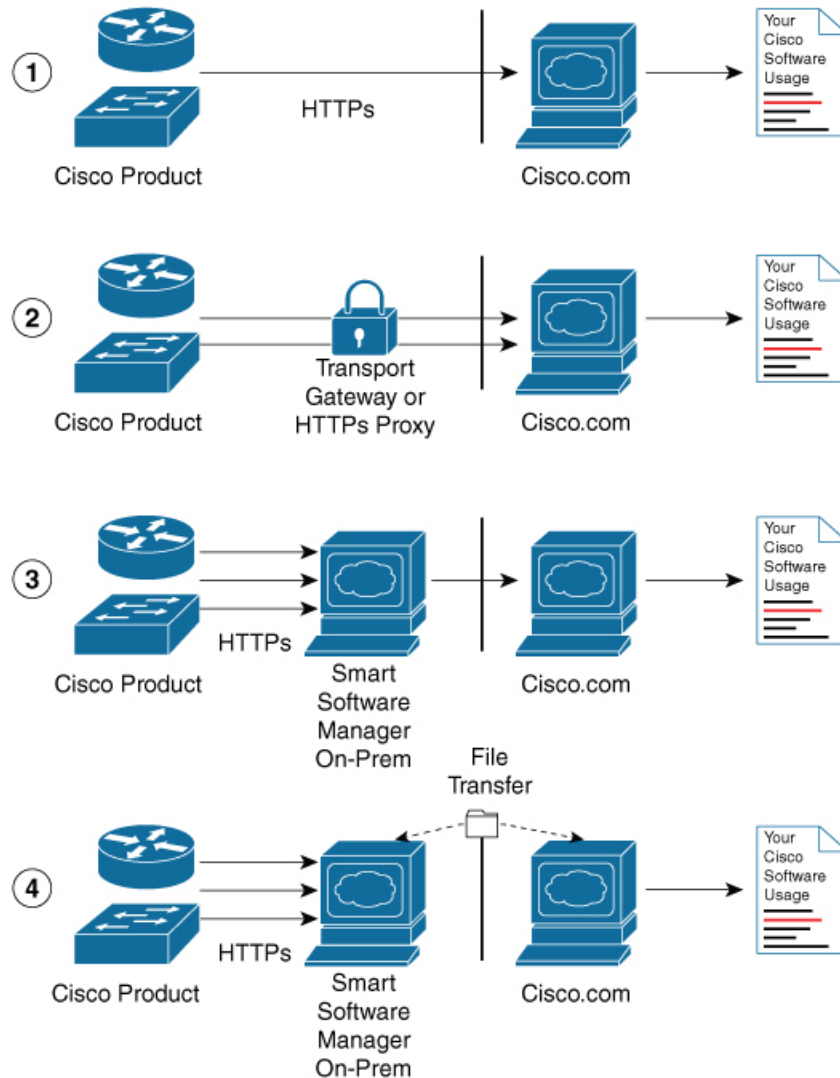 1
HTTPs
Cisco Product
Cisco.com
Your
Cisco
Software
Usage
2
Transport
Gateway or
HTTPs Proxy
Cisco Product
Cisco.com
Your
Cisco
Software
Usage
3
HTTPs
Cisco Product
Smart
Software
Manager
On-Prem
Cisco.com
Your
Cisco
Software
Usage
File
Transfer
4
HTTPs
Cisco Product
Smart
Software
Manager
On-Prem
Cisco.com
Your
Cisco
Software
Usage